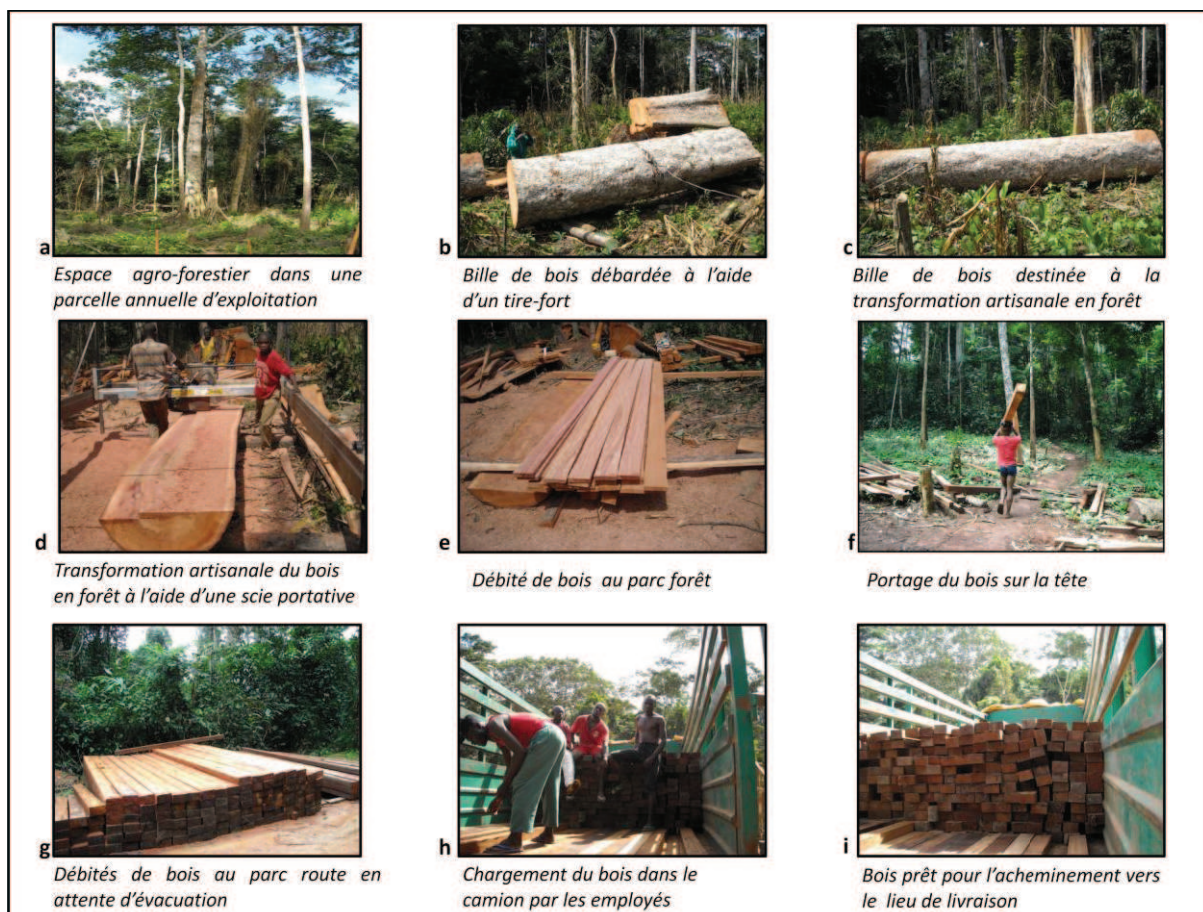 a
Espace agro-forestier dans une
parcelle annuelle d’exploitation
b
Bille de bois débardée à l’aide
d’un tire-fort
c
Bille de bois destinée à la
transformation artisanale en forêt
d
Transformation artisanale du bois
en forêt à l’aide d’une scie portative
e
Débité de bois au parc forêt
f
Portage du bois sur la tête
g
Débités de bois au parc route en
attente d’évacuation
h
Chargement du bois dans le
camion par les employés
i
Bois prêt pour l’acheminement vers
le lieu de livraison